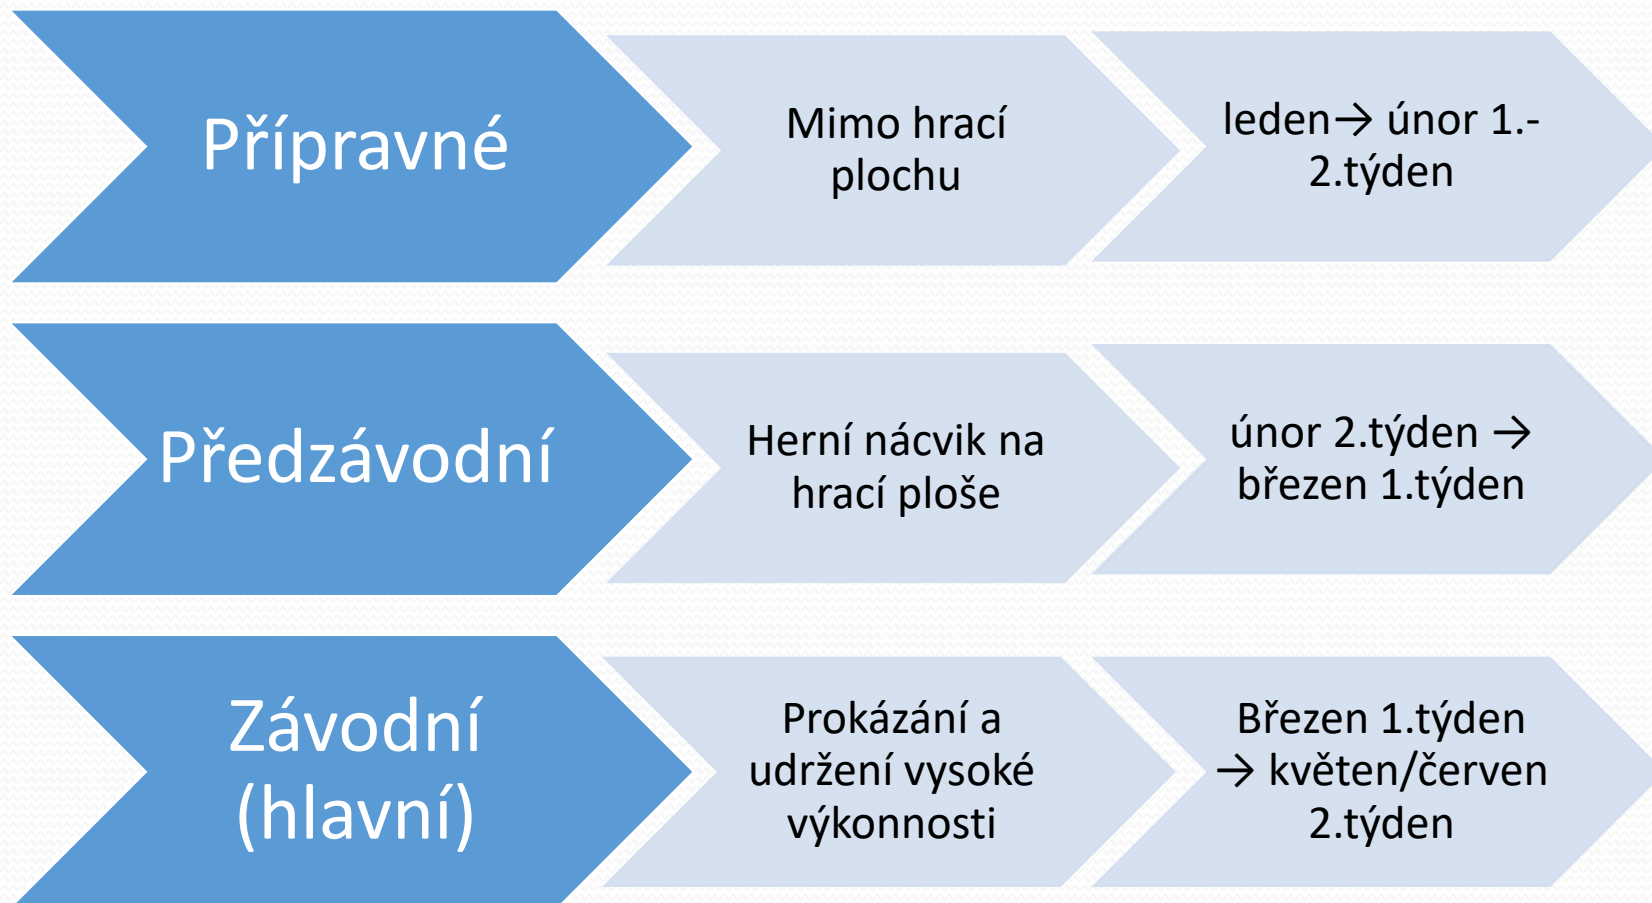 Přípravné
Mimo hrací
plochu
leden→ únor 1.-
2.týden
Předzávodní
Herní nácvik na
hrací ploše
únor 2.týden →
březen 1.týden
Závodní
(hlavní)
Prokázání a
udržení vysoké
výkonnosti
Březen 1.týden
→ květen/červen
2.týden